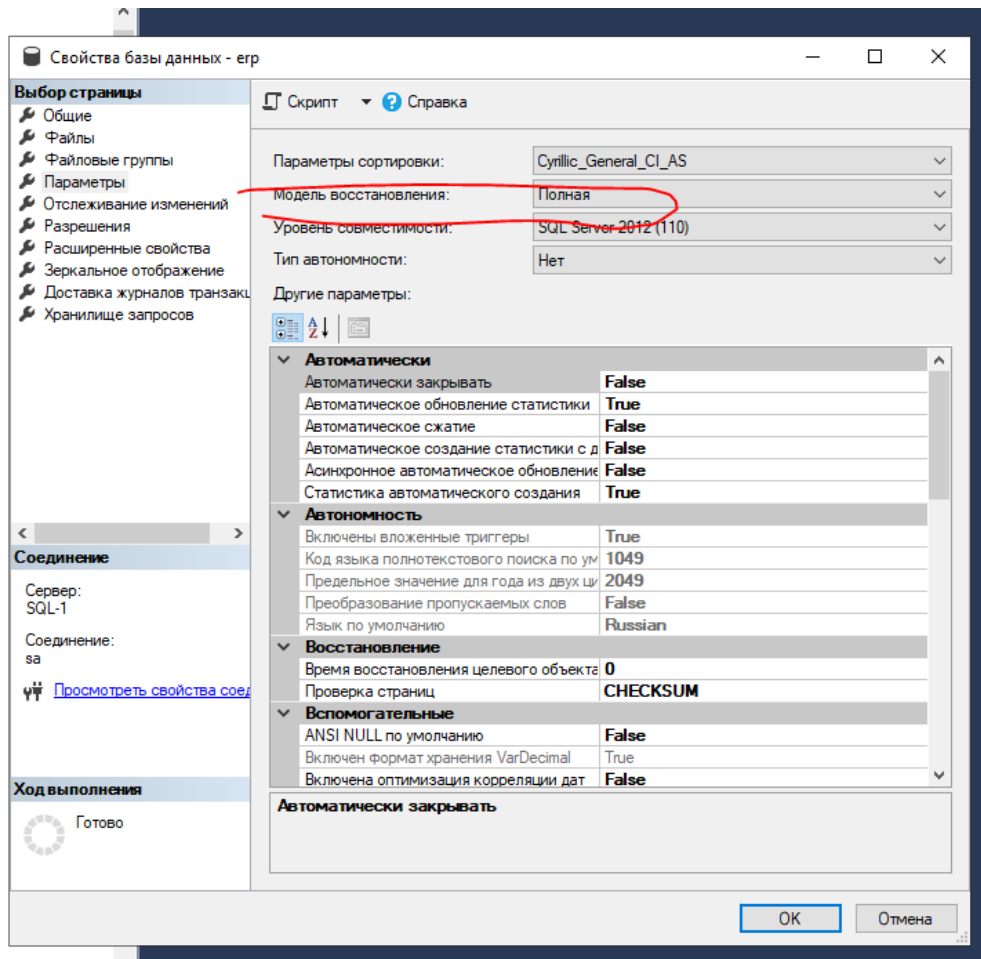 Свойства базы данных - erp
Выбор страницы
Общие
Файлы
Файловые группы
Параметры
Отслеживание изменений
Разрешения
Расширенные свойства
Зеркальное отображение
Доставка журналов транзакц
Хранилище запросов
Скрипт Справка
Параметры сортировки: Cyrillic_General_CI_AS
Модель восстановления: Полная
Уровень совместимости: SQL Server 2012 (110)
Тип автономности: Нет
Другие параметры:
Автоматически
Автоматически закрывать False
Автоматическое обновление статистики True
Автоматическое сжатие False
Автоматическое создание статистики с д False
Асинхронное автоматическое обновление False
Статистика автоматического создания True
Автономность
Включены вложенные триггеры True
Код языка полнотекстового поиска по ум 1049
Предельное значение для года из двух ци 2049
Преобразование пропускаемых слов False
Язык по умолчанию Russian
Восстановление
Время восстановления целевого объекта 0
Проверка страниц CHECKSUM
Вспомогательные
ANSI NULL по умолчанию False
Включен формат хранения VarDecimal True
Включена оптимизация корреляции дат False
Автоматически закрывать
Соединение
Сервер:
SQL-1
Соединение:
sa
Просмотреть свойства соед
Ход выполнения
Готово
OK Отмена